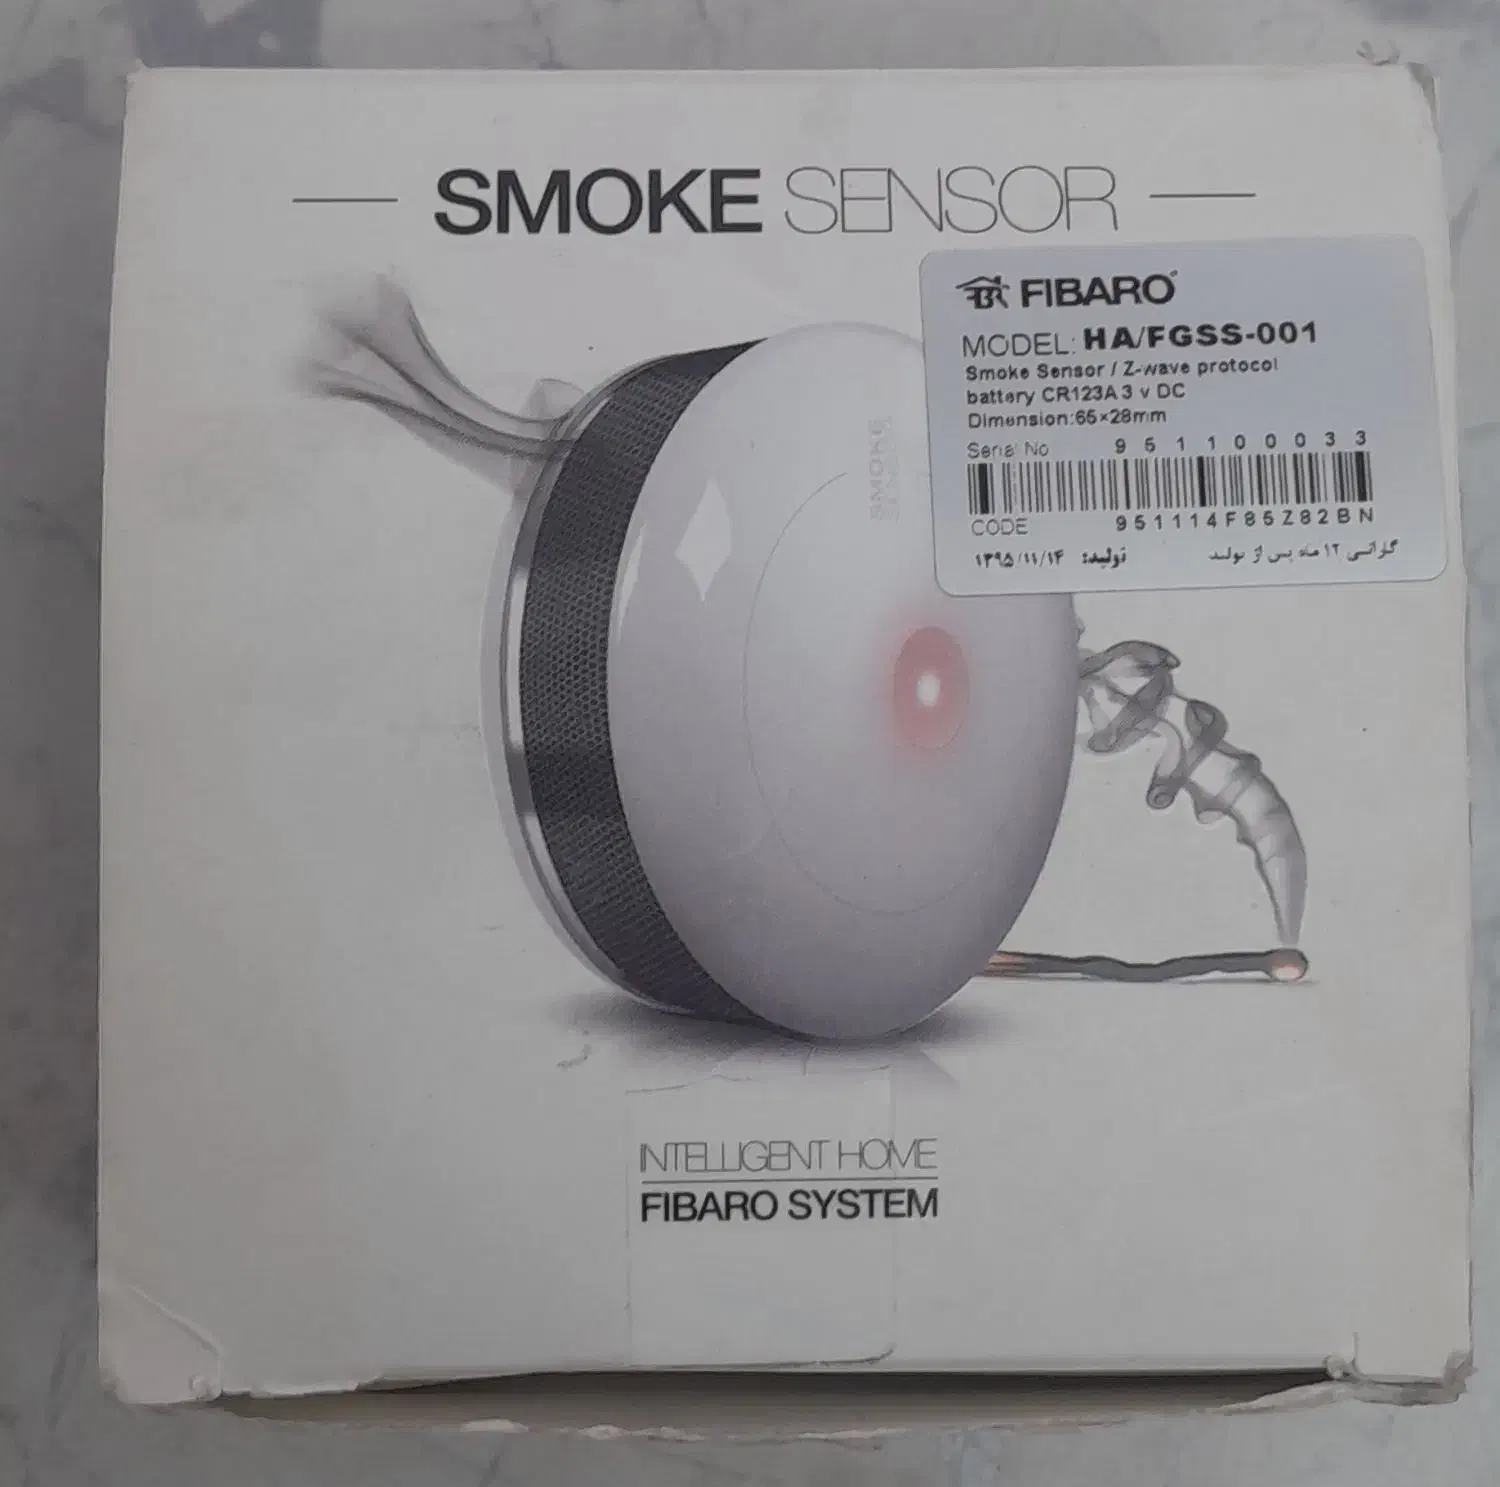 SMOKE SENSOR
FIBARO
MODEL: HA/FGSS-001
Smoke Sensor / Z-wave protocol
battery CR123A 3 v DC
Dimension:65×28mm
Serial No 951100033
CODE 951114F85Z82BN
تولید: ۱۳۹۵/۱۱/۱۴ گارانتی ۱۲ ماه پس از تولید
SMOKE
INTELLIGENT HOME
FIBARO SYSTEM